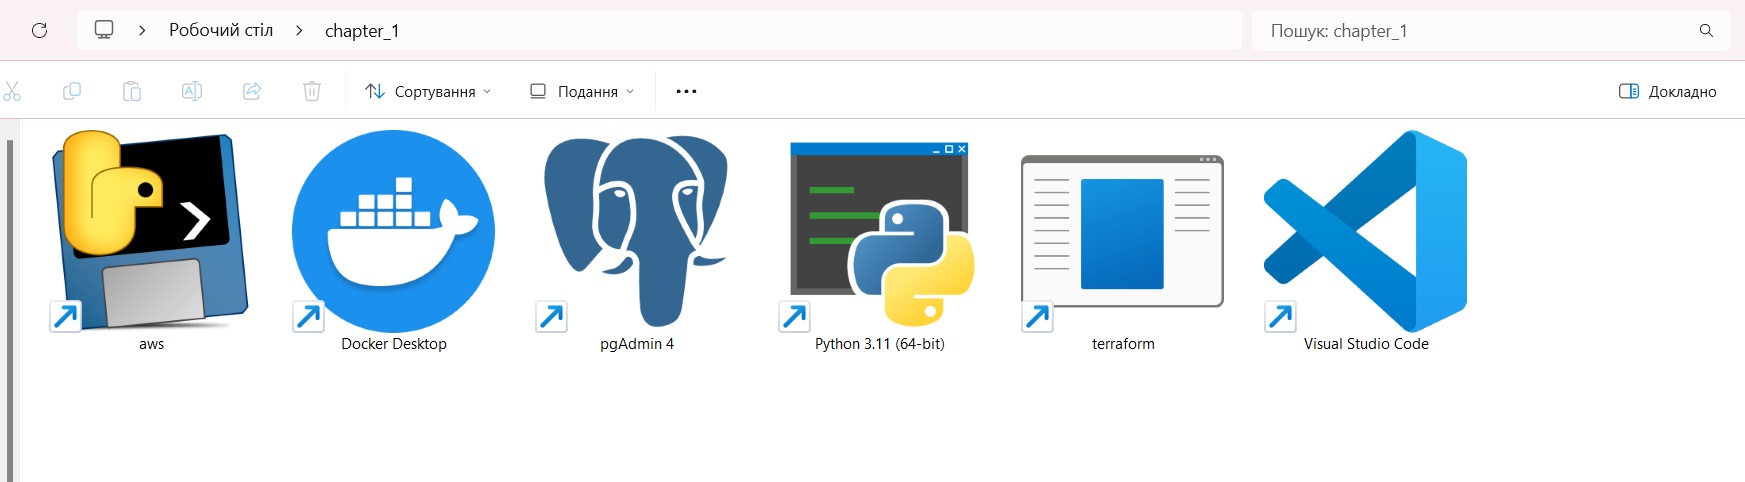 Робочий стіл > chapter_1
Пошук: chapter_1
Сортування
Подання
•••
Докладно
aws
Docker Desktop
pgAdmin 4
Python 3.11 (64-bit)
terraform
Visual Studio Code